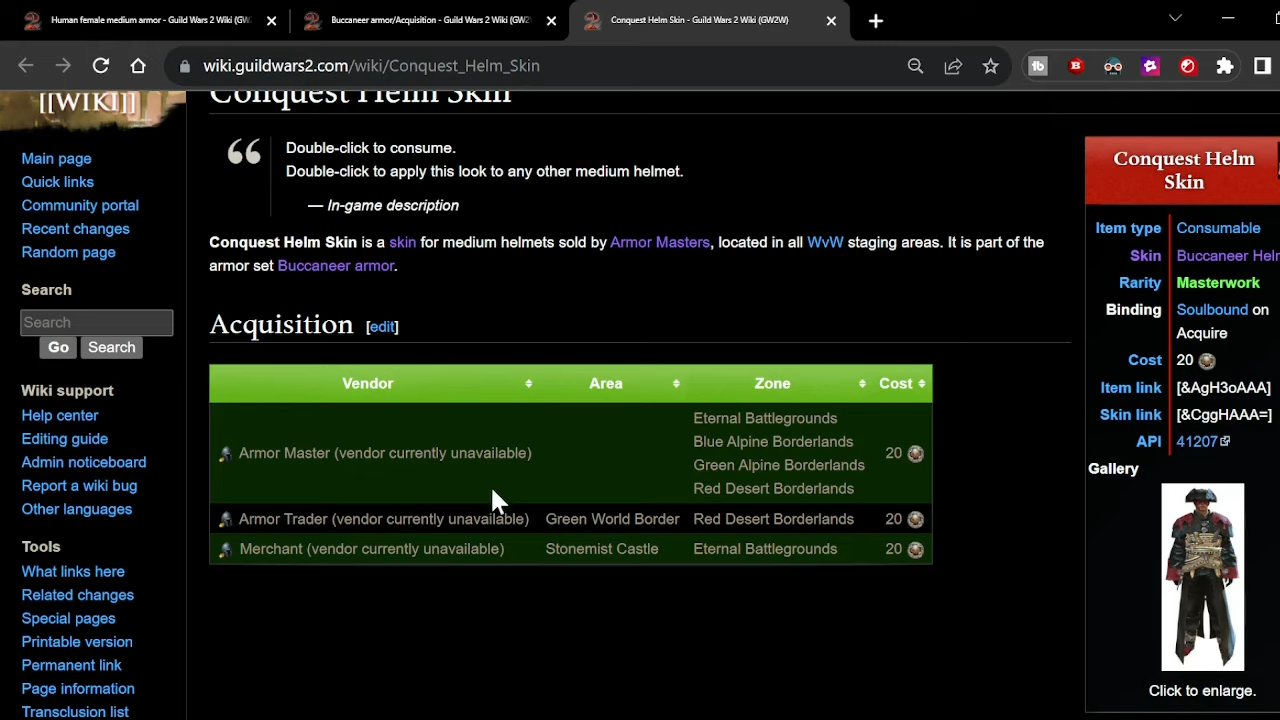 Human female medium armor - Guild Wars 2 Wiki (GW
Buccaneer armor/Acquisition - Guild Wars 2 Wiki (GW2
Conquest Helm Skin - Guild Wars 2 Wiki (GW2W)
wiki.guildwars2.com/wiki/Conquest_Helm_Skin
[[WIKI]]
Main page
Quick links
Community portal
Recent changes
Random page
Search
Search
Go
Search
Wiki support
Help center
Editing guide
Admin noticeboard
Report a wiki bug
Other languages
Tools
What links here
Related changes
Special pages
Printable version
Permanent link
Page information
Transclusion list
Conquest Helm Skin
Double-click to consume.
Double-click to apply this look to any other medium helmet.
— In-game description
Conquest Helm Skin is a skin for medium helmets sold by Armor Masters, located in all WvW staging areas. It is part of the
armor set Buccaneer armor.
Acquisition [edit]
Vendor Area Zone Cost
Armor Master (vendor currently unavailable) Eternal Battlegrounds
Blue Alpine Borderlands
Green Alpine Borderlands
Red Desert Borderlands 20
Armor Trader (vendor currently unavailable) Green World Border Red Desert Borderlands 20
Merchant (vendor currently unavailable) Stonemist Castle Eternal Battlegrounds 20
Conquest Helm
Skin
Item type Consumable
Skin Buccaneer Helm
Rarity Masterwork
Binding Soulbound on
Acquire
Cost 20
Item link [&AgH3oAAA]
Skin link [&CggHAAA=]
API 41207
Gallery
Click to enlarge.